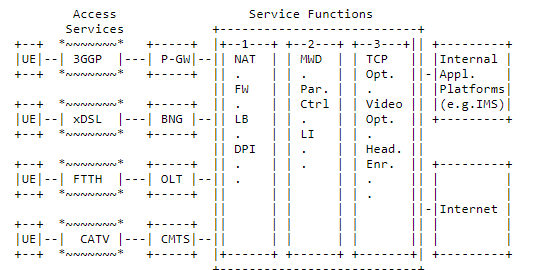 Access                  Service Functions
Services            +---------------------------+
+--+  *~~~~~~~*   +-----+  |+--1---+ +--2---+ +--3---+|  +---------+
|UE|--| 3GGP  |---| P-GW|--|| NAT  | | MWD  | | TCP  ||  |Internal |
+--+  *~~~~~~~*   +-----+  || .    | | .    | | Opt. ||-|Appl.    |
|| FW   | | Par. | | .    ||  |Platforms|
+--+  *~~~~~~~*   +-----+  || .    | | Ctrl | | Video||  |(e.g.IMS)|
|UE|--| xDSL  |---| BNG |--|| LB   | | .    | | Opt. ||  +---------+
+--+  *~~~~~~~*   +-----+  || .    | | LI   | | .    ||
|| DPI  | | .    | | Head.||
+--+  *~~~~~~~*   +-----+  || .    | | .    | | Enr. ||  +---------+
|UE|--| FTTH  |---| OLT |--|| .    | |      | | .    ||  |         |
+--+  *~~~~~~~*   +-----+  ||      | |      | | .    ||  |         |
||      | |      | |      ||-|Internet |
+--+  *~~~~~~~*   +-----+  ||      | |      | |      ||  |         |
|UE|--|  CATV |---| CMTS|--||      | |      | |      ||  |         |
+--+  *~~~~~~~*   +-----+  |+------+ +------+ +------+|  +---------+
+---------------------------+